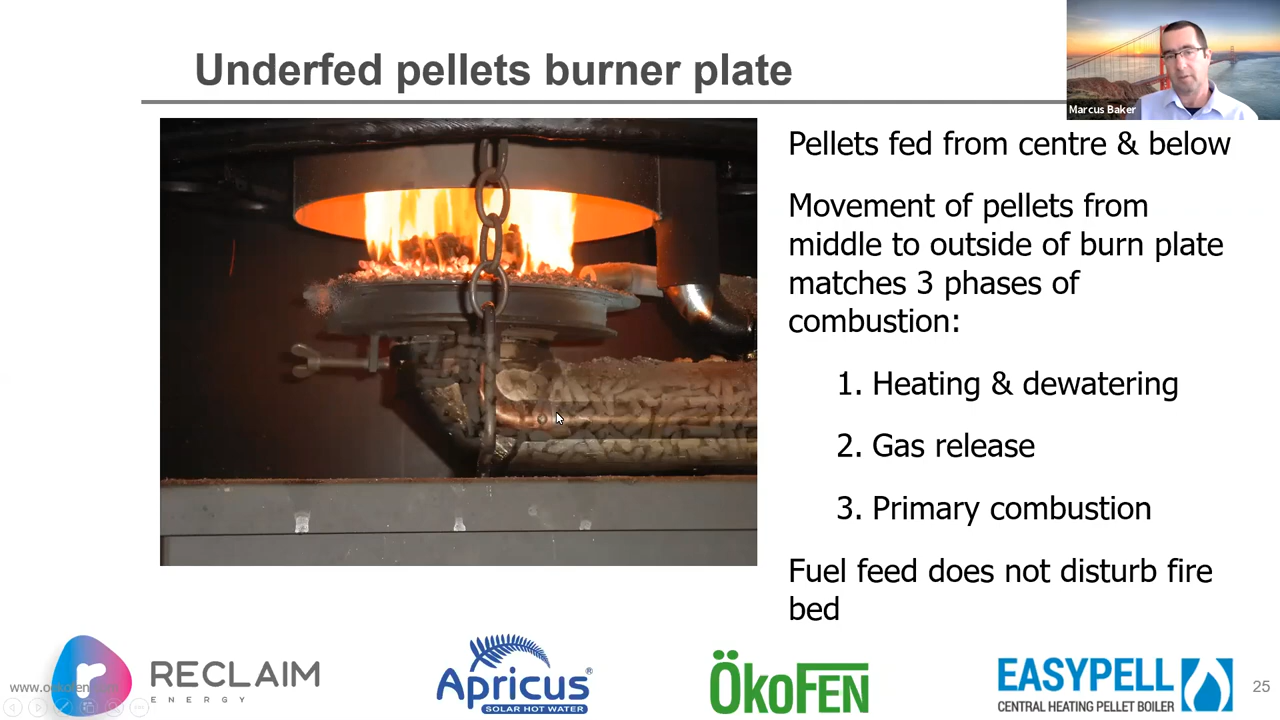 Underfed pellets burner plate
Marcus Baker
Pellets fed from centre & below
Movement of pellets from
middle to outside of burn plate
matches 3 phases of
combustion:
1. Heating & dewatering
2. Gas release
3. Primary combustion
Fuel feed does not disturb fire
bed
RECLAIM
ENERGY
Apricus®
SOLAR HOT WATER
ÖkoFEN
EASYPELL
CENTRAL HEATING PELLET BOILER
25